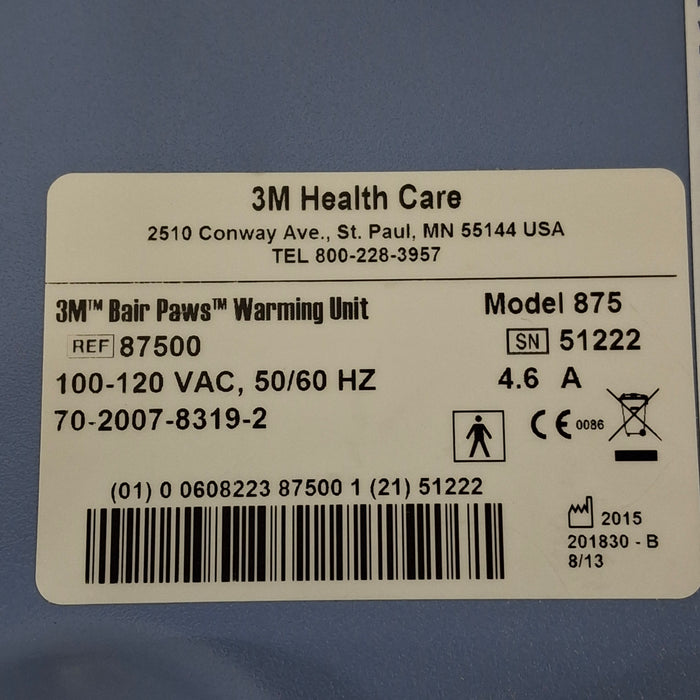 3M Health Care
2510 Conway Ave., St. Paul, MN 55144 USA
TEL 800-228-3957
3M™ Bair Paws™ Warming Unit
Model 875
REF 87500
SN 51222
100-120 VAC, 50/60 HZ
4.6 A
70-2007-8319-2
CE 0086
(01) 0 0608223 87500 1 (21) 51222
2015
201830 - B
8/13